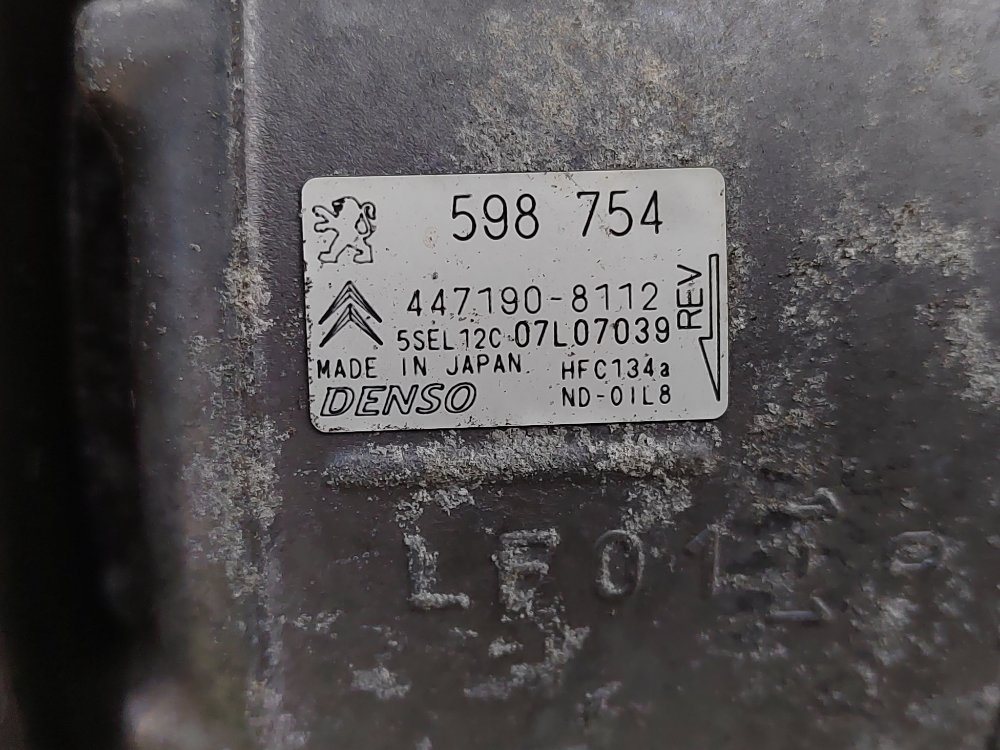 598 754
447190-8112
5SEL12C 07L07039
REV
MADE IN JAPAN HFC134a
DENSO ND-OIL8